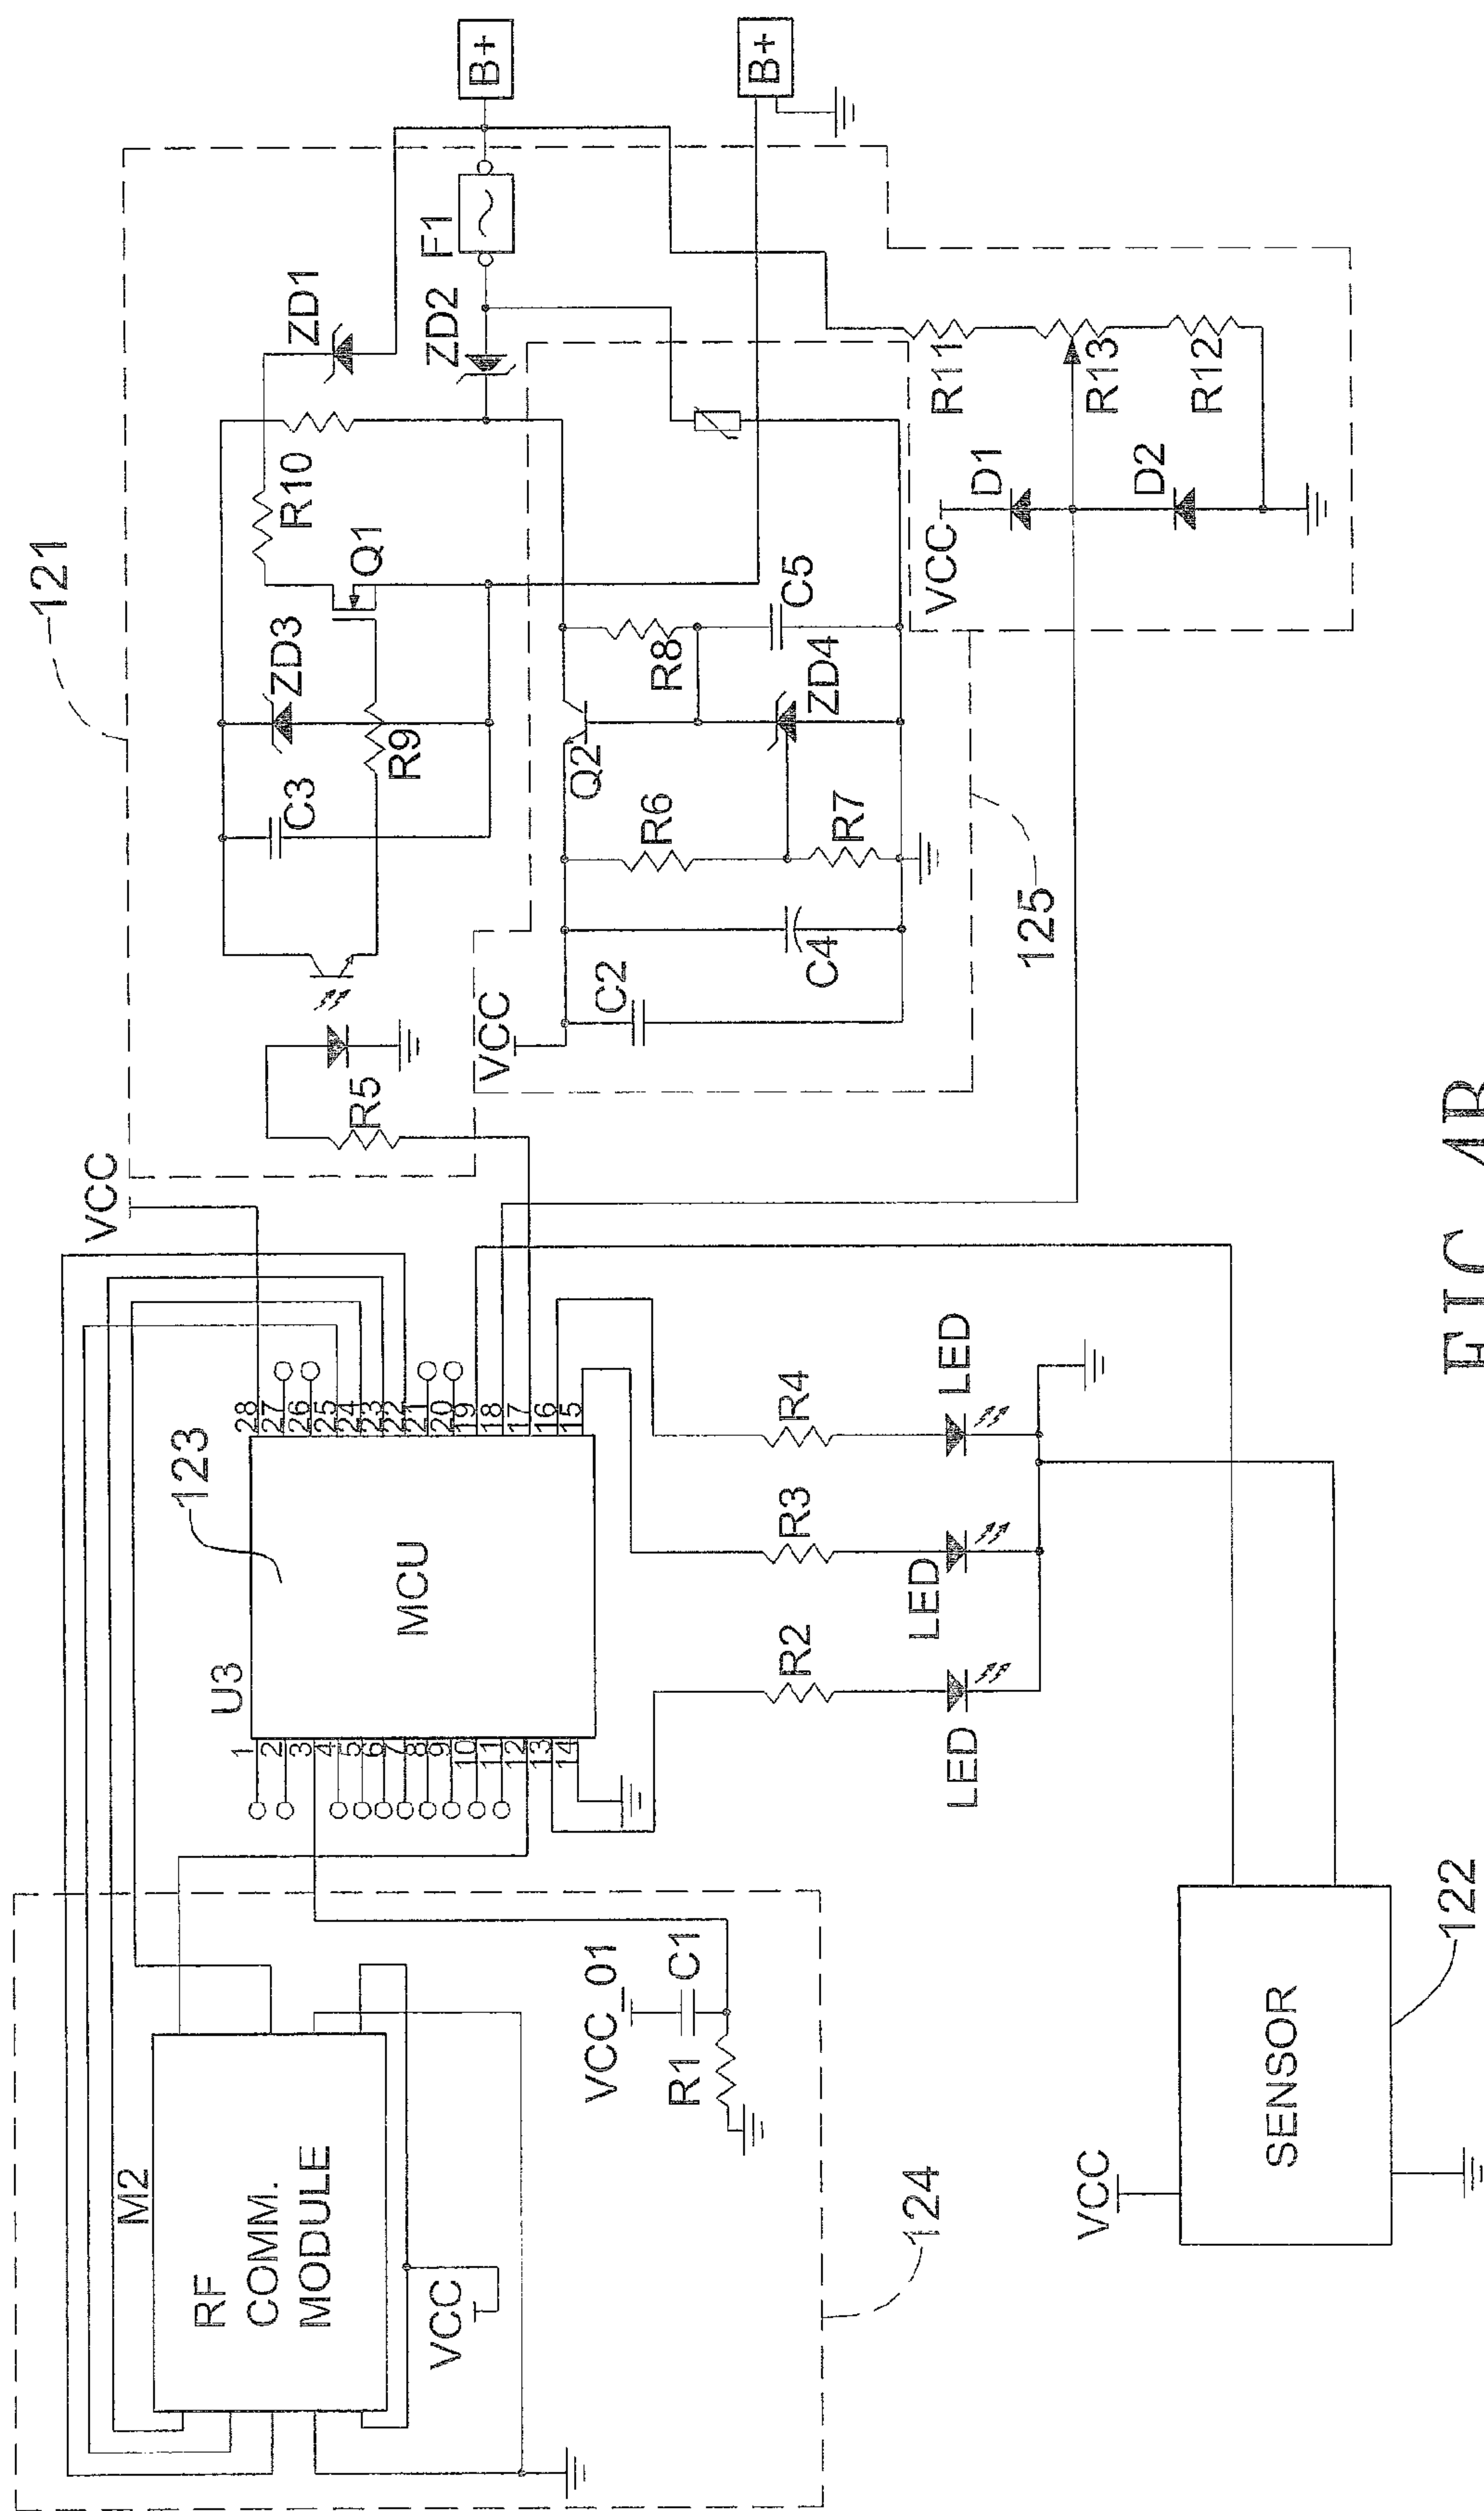 121
VCC
ZD1
B+
F1
ZD2
R10
Q1
ZD3
C3
R9
R5
VCC
Q2
R8
C5
ZD4
R6
R7
C2
C4
125
B+
R11
R13
R12
VCC
D1
D2
U3
MCU
123
1
2
3
4
5
6
7
8
9
10
11
12
13
14
28
27
26
25
24
23
22
21
20
19
18
17
16
15
M2
RF
COMM.
MODULE
VCC
VCC_01
R1
C1
124
R2
R3
R4
LED
LED
LED
VCC
SENSOR
122